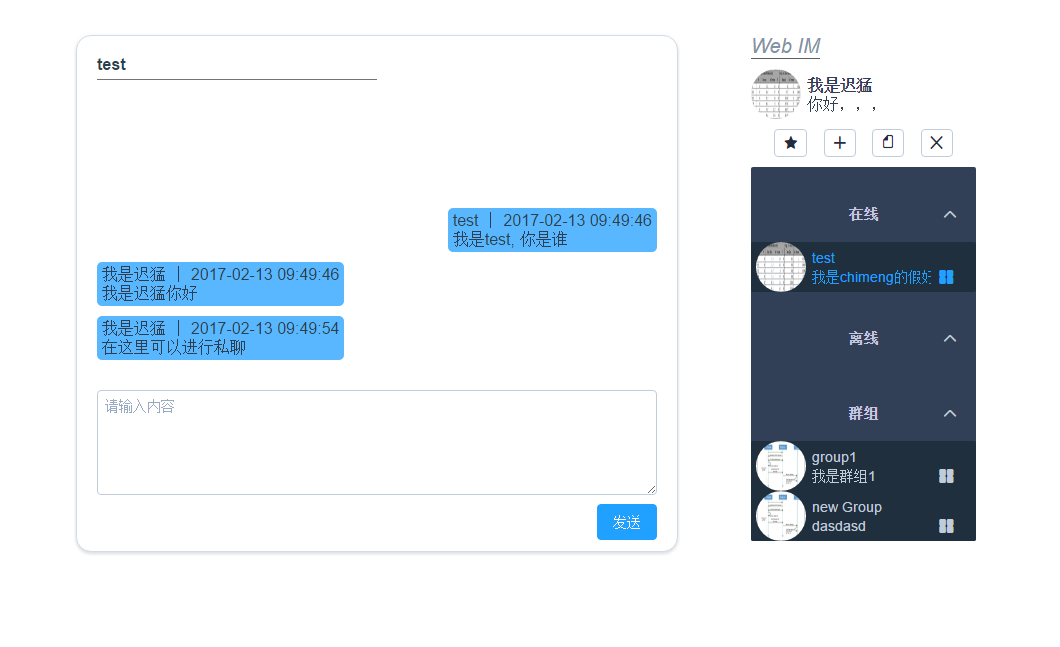 test
test | 2017-02-13 09:49:46
我是test, 你是谁
我是迟猛 | 2017-02-13 09:49:46
我是迟猛你好
我是迟猛 | 2017-02-13 09:49:54
在这里可以进行私聊
请输入内容
发送
Web IM
我是迟猛
你好，，，
在线
test
我是chimeng的假好
离线
群组
group1
我是群组1
new Group
dasdasd